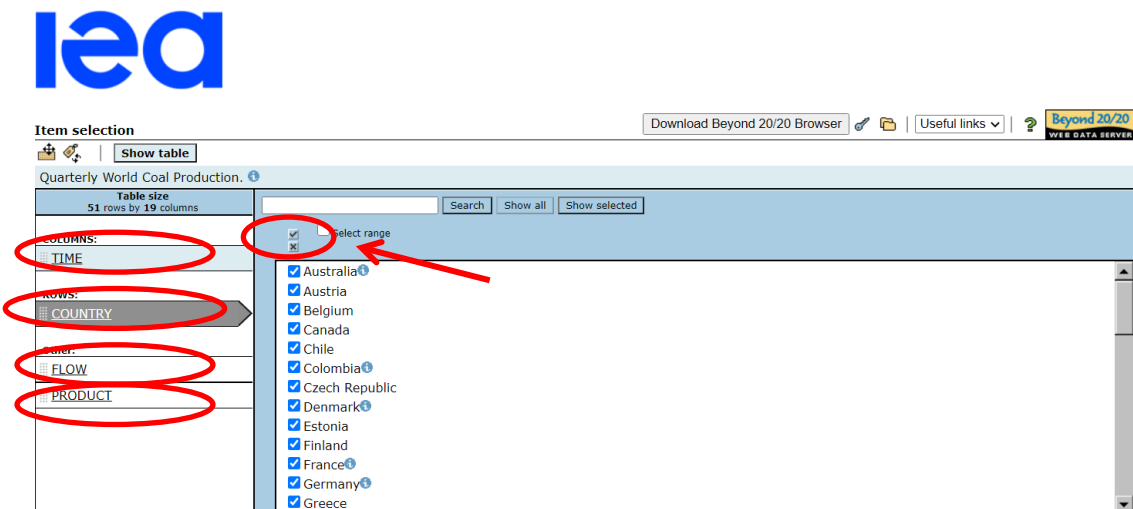 iea
Download Beyond 20/20 Browser | Useful links | ? Beyond 20/20
WEB DATA SERVER
Item selection
| Show table
Quarterly World Coal Production.
Table size
51 rows by 19 columns
Search Show all Show selected
Select range
COLUMNS:
TIME
ROWS:
COUNTRY
Other:
FLOW
PRODUCT
Australia
Austria
Belgium
Canada
Chile
Colombia
Czech Republic
Denmark
Estonia
Finland
France
Germany
Greece